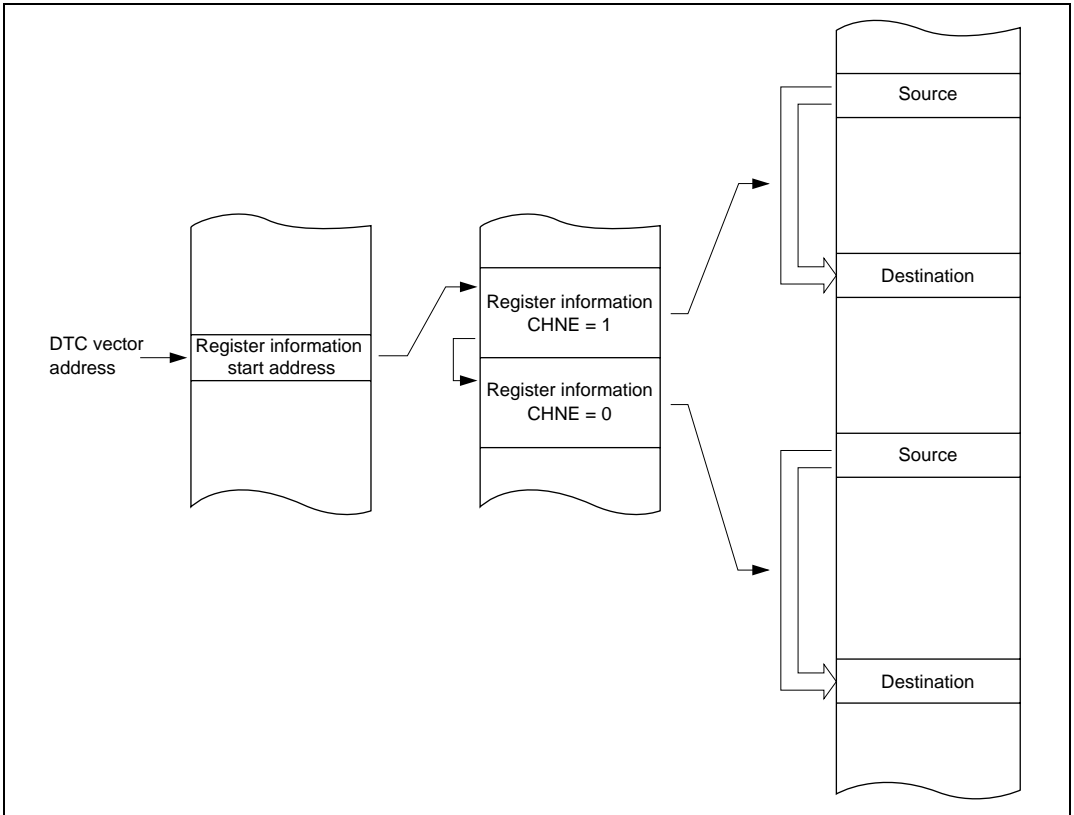 DTC vector
address
Register information
start address
Register information
CHNE = 1
Register information
CHNE = 0
Source
Destination
Source
Destination